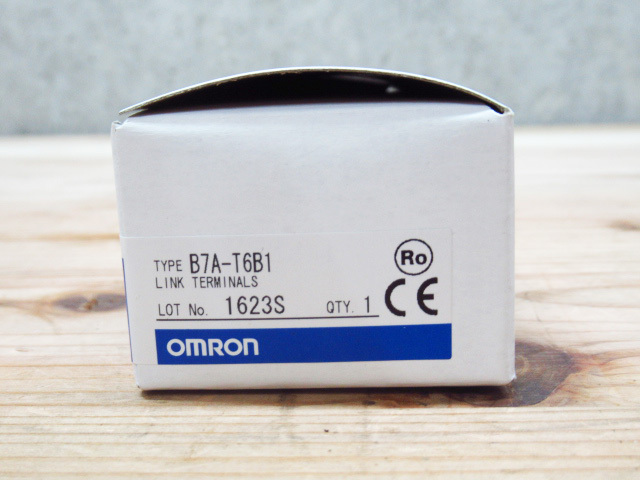 TYPE B7A-T6B1
LINK TERMINALS
LOT No. 1623S QTY. 1
Ro
CE
OMRON